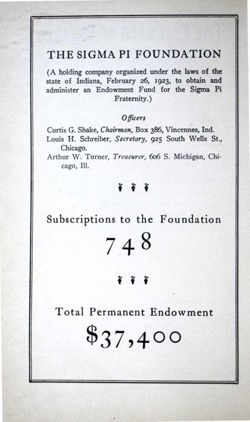 THE SIGMA PI FOUNDATION
(A holding company organized under the laws of the
state of Indiana, February 26, 1923, to obtain and
administer an Endowment Fund for the Sigma Pi
Fraternity.)
Officers
Curtis G. Shake, Chairman, Box 386, Vincennes, Ind.
Louis H. Schreiber, Secretary, 925 South Wells St.,
Chicago.
Arthur W. Turner, Treasurer, 606 S. Michigan, Chi-
cago, Ill.
Subscriptions to the Foundation
748
Total Permanent Endowment
$37,400